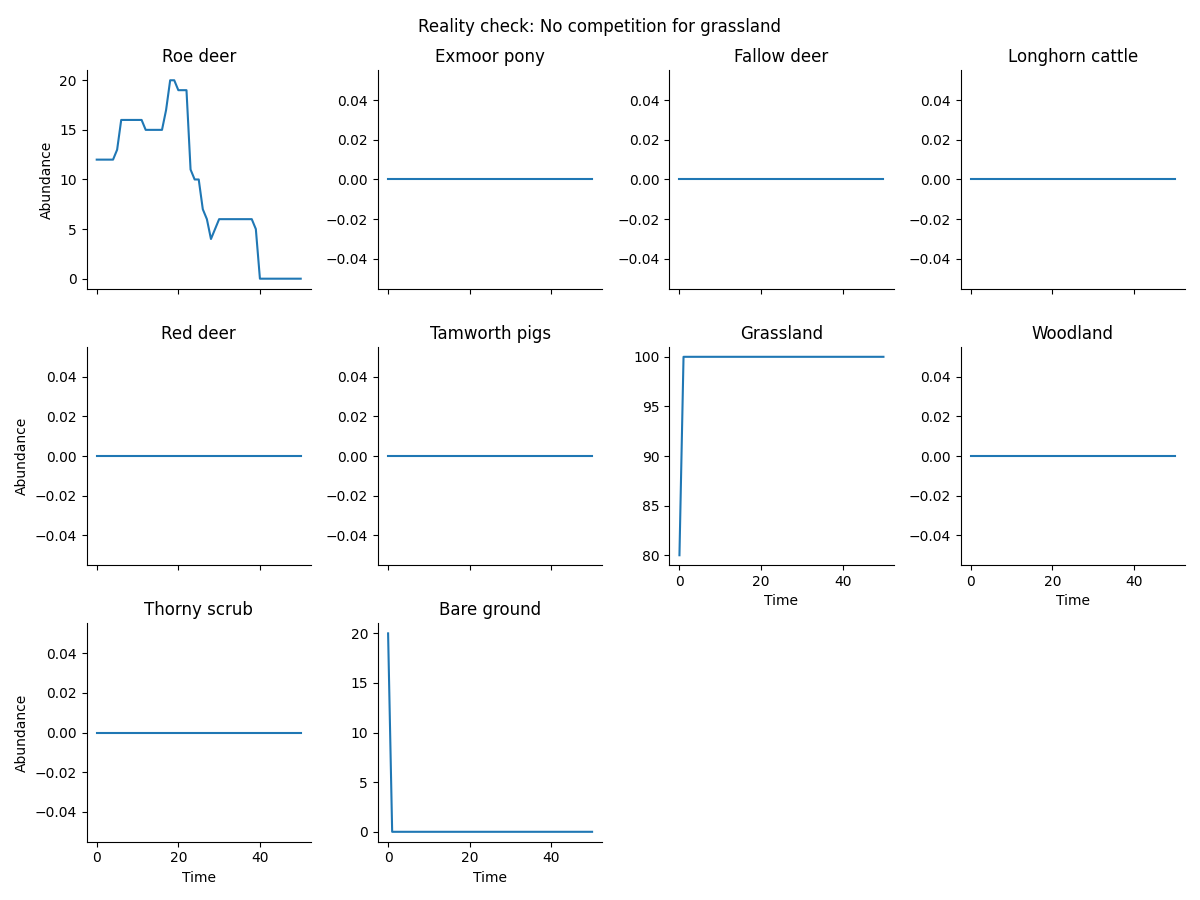 Reality check: No competition for grassland
Roe deer
Exmoor pony
Fallow deer
Longhorn cattle
Abundance
20
15
10
5
0
0.04
0.02
0.00
−0.02
−0.04
0.04
0.02
0.00
−0.02
−0.04
0.04
0.02
0.00
−0.02
−0.04
Red deer
Tamworth pigs
Grassland
Woodland
Abundance
0.04
0.02
0.00
−0.02
−0.04
0.04
0.02
0.00
−0.02
−0.04
100
95
90
85
80
0 20 40
Time
0.04
0.02
0.00
−0.02
−0.04
0 20 40
Time
Thorny scrub
Bare ground
Abundance
0.04
0.02
0.00
−0.02
−0.04
0 20 40
Time
20
15
10
5
0
0 20 40
Time